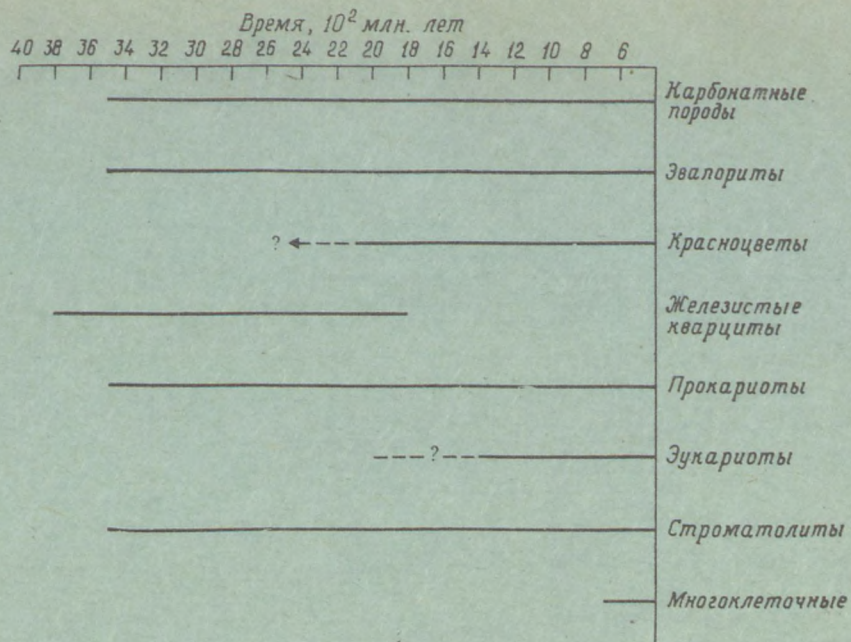 Время, 10² млн. лет
40 38 36 34 32 30 28 26 24 22 20 18 16 14 12 10 8 6
Карбонатные
породы
Эвапориты
?
Красноцветы
Железистые
кварциты
Прокариоты
?
Эукариоты
Строматолиты
Многоклеточные